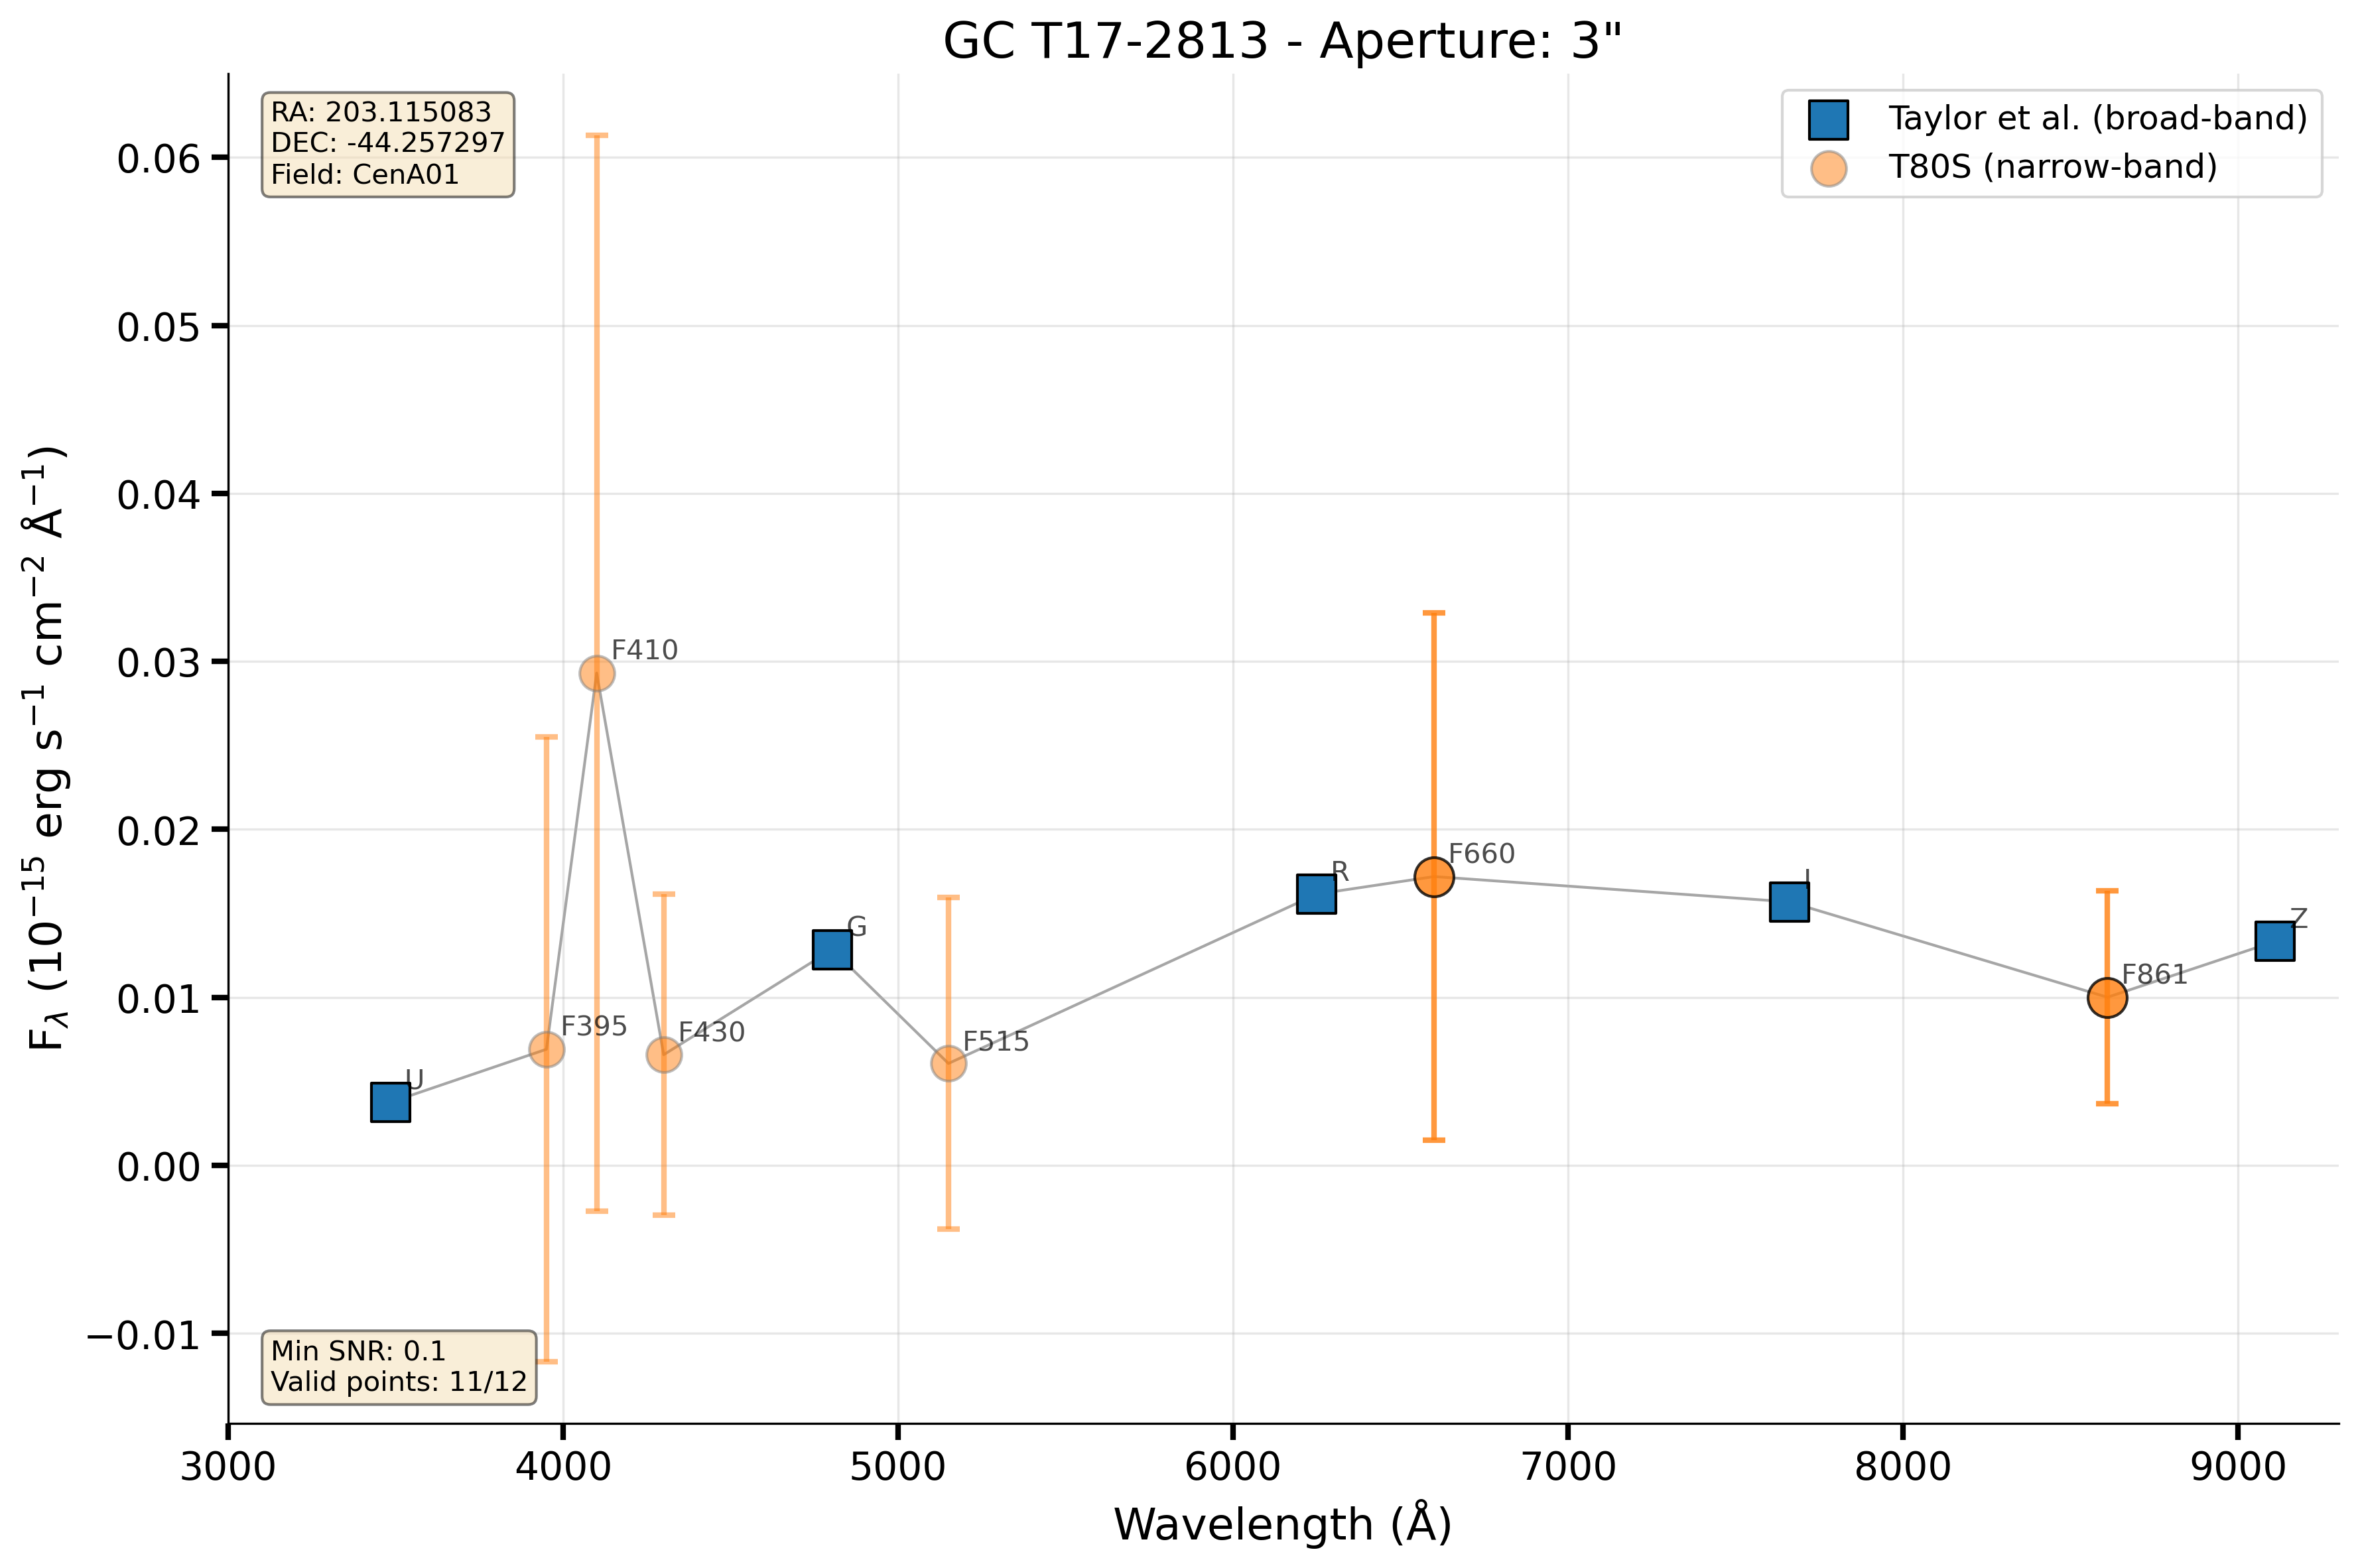 GC T17-2813 - Aperture: 3"
RA: 203.115083
DEC: -44.257297
Field: CenA01
Taylor et al. (broad-band)
T80S (narrow-band)
0.06
0.05
0.04
0.03
0.02
0.01
0.00
−0.01
F_λ (10⁻¹⁵ erg s⁻¹ cm⁻² Å⁻¹)
U
F395
F410
F430
G
F515
R
F660
I
F861
Z
Min SNR: 0.1
Valid points: 11/12
3000 4000 5000 6000 7000 8000 9000
Wavelength (Å)